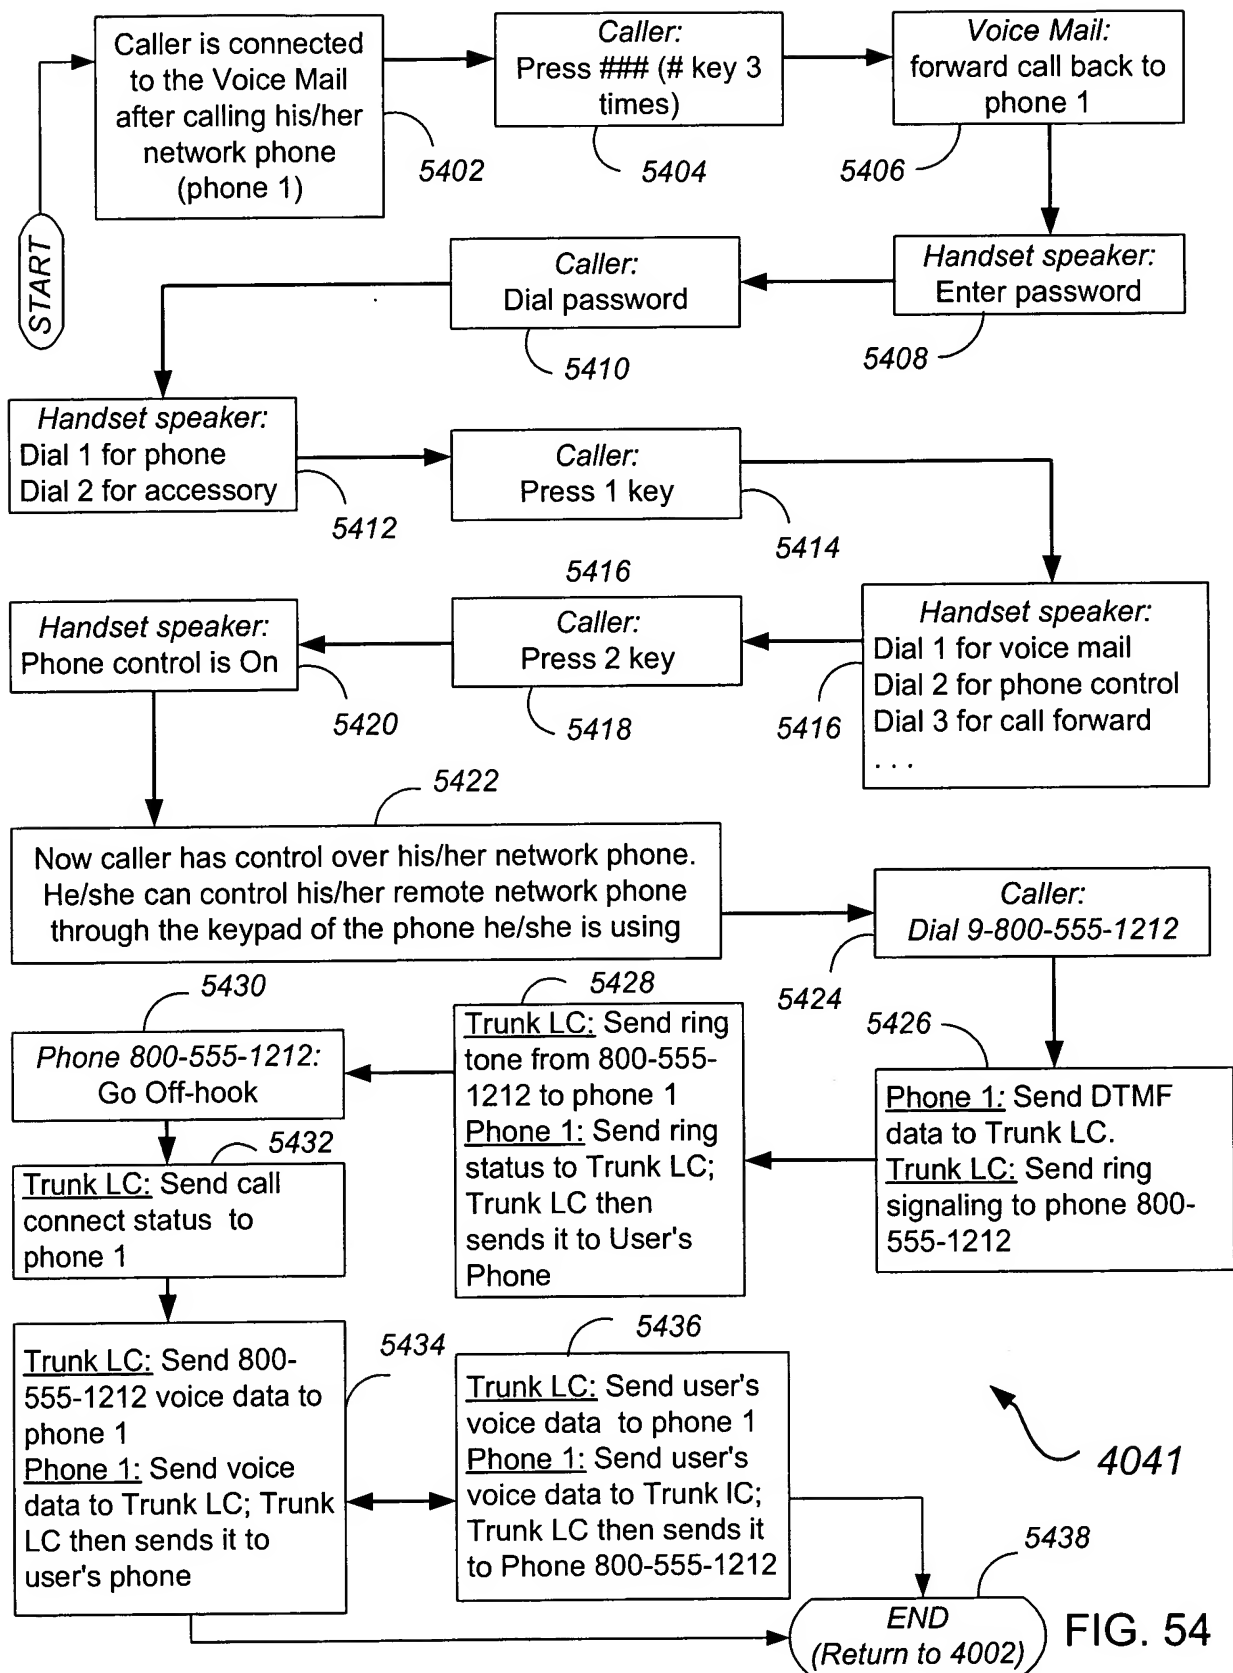 START
Caller is connected
to the Voice Mail
after calling his/her
network phone
(phone 1)
5402
Caller:
Press ### (# key 3
times)
5404
Voice Mail:
forward call back to
phone 1
5406
Handset speaker:
Enter password
5408
Caller:
Dial password
5410
Handset speaker:
Dial 1 for phone
Dial 2 for accessory
5412
Caller:
Press 1 key
5414
5416
Handset speaker:
Dial 1 for voice mail
Dial 2 for phone control
Dial 3 for call forward
. . .
5416
Caller:
Press 2 key
5418
Handset speaker:
Phone control is On
5420
5422
Now caller has control over his/her network phone.
He/she can control his/her remote network phone
through the keypad of the phone he/she is using
Caller:
Dial 9-800-555-1212
5424
5426
Phone 1: Send DTMF
data to Trunk LC.
Trunk LC: Send ring
signaling to phone 800-
555-1212
5428
Trunk LC: Send ring
tone from 800-555-
1212 to phone 1
Phone 1: Send ring
status to Trunk LC;
Trunk LC then
sends it to User's
Phone
5430
Phone 800-555-1212:
Go Off-hook
5432
Trunk LC: Send call
connect status to
phone 1
5434
Trunk LC: Send 800-
555-1212 voice data to
phone 1
Phone 1: Send voice
data to Trunk LC; Trunk
LC then sends it to
user's phone
5436
Trunk LC: Send user's
voice data to phone 1
Phone 1: Send user's
voice data to Trunk IC;
Trunk LC then sends it
to Phone 800-555-1212
4041
5438
END
(Return to 4002)
FIG. 54